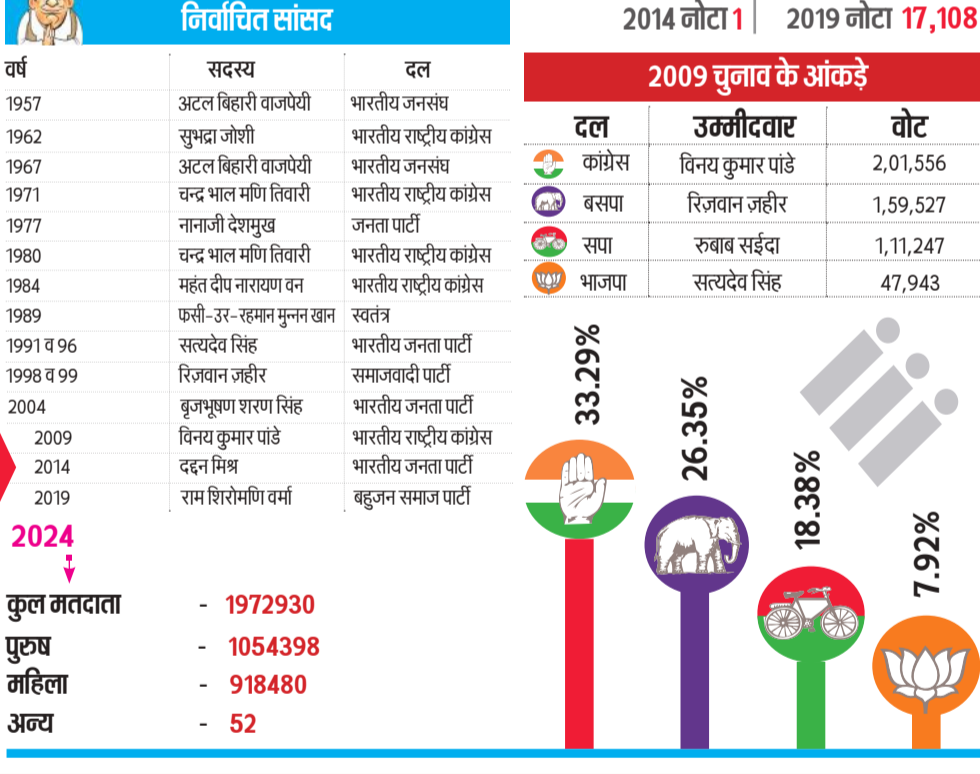 निर्वाचित सांसद
वर्ष सदस्य दल
1957 अटल बिहारी वाजपेयी भारतीय जनसंघ
1962 सुभद्रा जोशी भारतीय राष्ट्रीय कांग्रेस
1967 अटल बिहारी वाजपेयी भारतीय जनसंघ
1971 चन्द्र भाल मणि तिवारी भारतीय राष्ट्रीय कांग्रेस
1977 नानाजी देशमुख जनता पार्टी
1980 चन्द्र भाल मणि तिवारी भारतीय राष्ट्रीय कांग्रेस
1984 महंत दीप नारायण वन भारतीय राष्ट्रीय कांग्रेस
1989 फसी-उर-रहमान मुन्नन खान स्वतंत्र
1991 व 96 सत्यदेव सिंह भारतीय जनता पार्टी
1998 व 99 रिज़वान ज़हीर समाजवादी पार्टी
2004 बृजभूषण शरण सिंह भारतीय जनता पार्टी
2009 विनय कुमार पांडे भारतीय राष्ट्रीय कांग्रेस
2014 दद्दन मिश्र भारतीय जनता पार्टी
2019 राम शिरोमणि वर्मा बहुजन समाज पार्टी
2024
कुल मतदाता - 1972930
पुरुष - 1054398
महिला - 918480
अन्य - 52
2014 नोटा 1 | 2019 नोटा 17,108
2009 चुनाव के आंकड़े
दल उम्मीदवार वोट
कांग्रेस विनय कुमार पांडे 2,01,556
बसपा रिज़वान ज़हीर 1,59,527
सपा रुबाब सईदा 1,11,247
भाजपा सत्यदेव सिंह 47,943
33.29%
26.35%
18.38%
7.92%